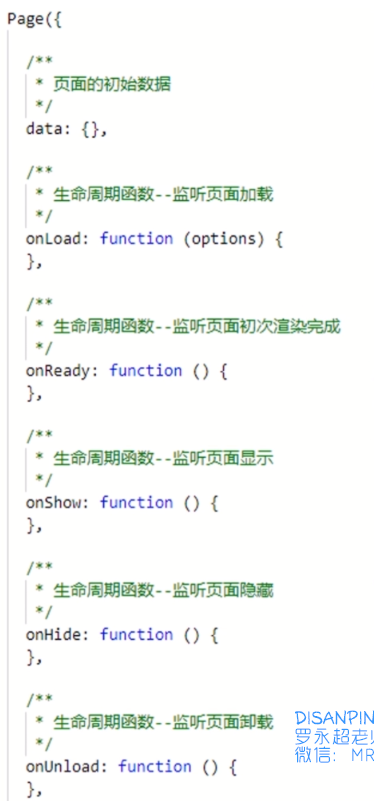 Page({
/**
* 页面的初始数据
*/
data: {},
/**
* 生命周期函数--监听页面加载
*/
onLoad: function (options) {
},
/**
* 生命周期函数--监听页面初次渲染完成
*/
onReady: function () {
},
/**
* 生命周期函数--监听页面显示
*/
onShow: function () {
},
/**
* 生命周期函数--监听页面隐藏
*/
onHide: function () {
},
/**
* 生命周期函数--监听页面卸载
*/
onUnload: function () {
},
DISANPIN
罗永超老师
微信: MR